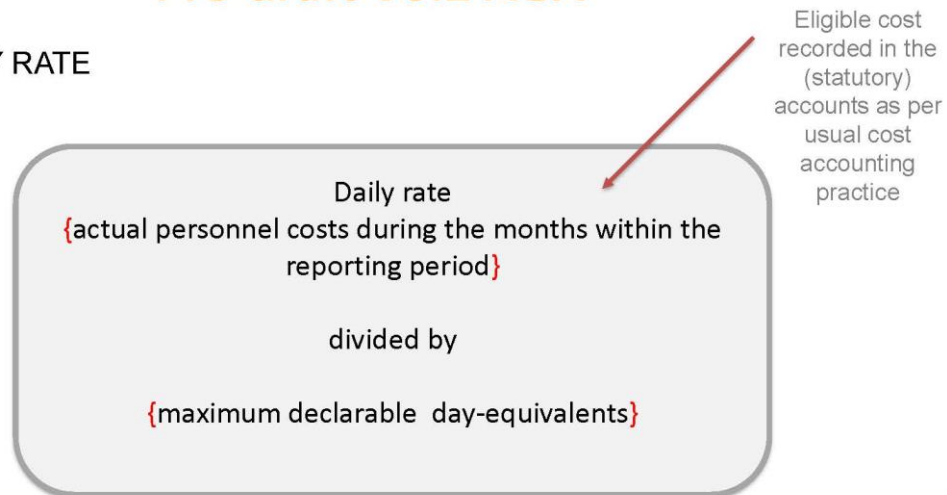 RATE
Eligible cost
recorded in the
(statutory)
accounts as per
usual cost
accounting
practice
Daily rate
{actual personnel costs during the months within the
reporting period}
divided by
{maximum declarable day-equivalents}